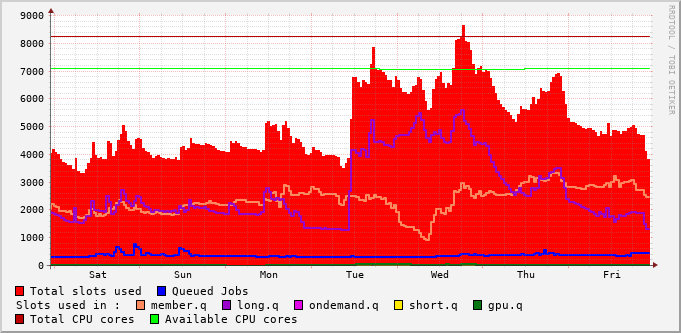 9000
8000
7000
6000
5000
4000
3000
2000
1000
0
Sat Sun Mon Tue Wed Thu Fri
RRDTOOL / TOBI OETIKER
Total slots used Queued Jobs
Slots used in : member.q long.q ondemand.q short.q gpu.q
Total CPU cores Available CPU cores